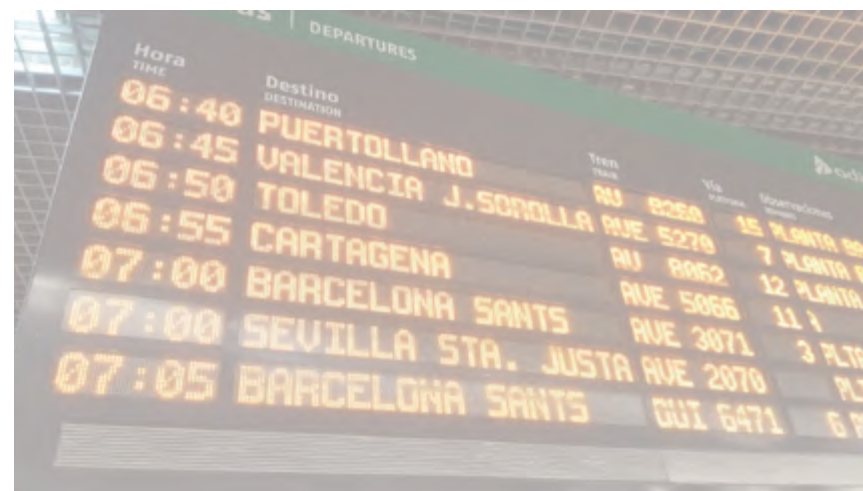 DEPARTURES
Hora Destino Tren Vía Observaciones
TIME DESTINATION TRAIN
06:40 PUERTOLLANO AV 8260 15 PLANTA
06:45 VALENCIA J.SOROLLA AVE 5270 7 PLANTA
06:50 TOLEDO AV 8062 12 PLANTA
06:55 CARTAGENA AVE 5066 11
07:00 BARCELONA SANTS AVE 3071 3
07:00 SEVILLA STA. JUSTA AVE 2070
07:05 BARCELONA SANTS OUI 6471 6